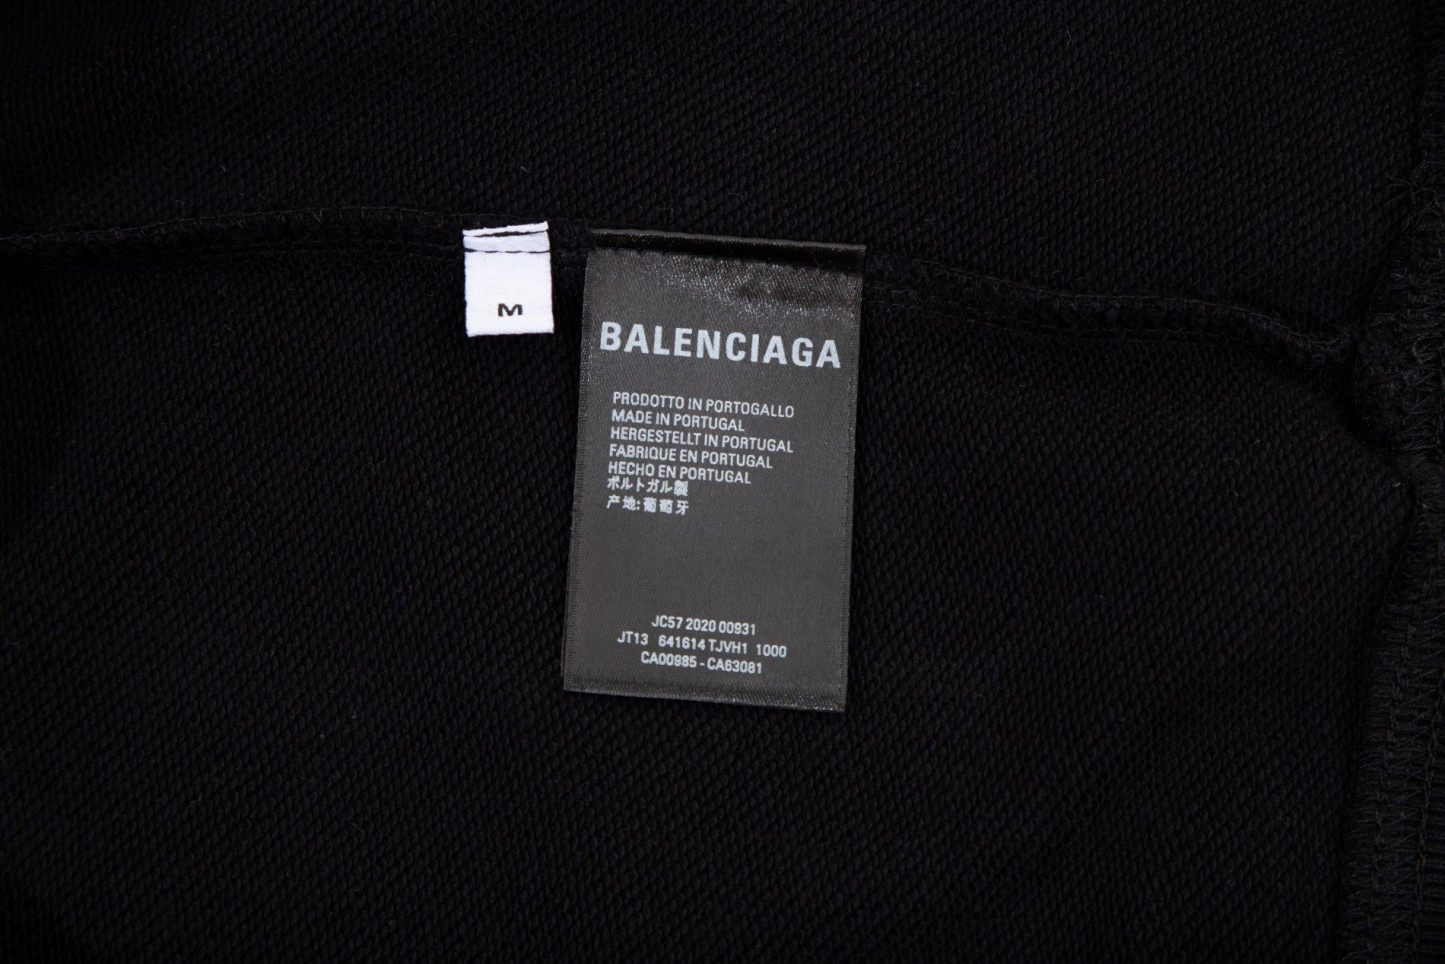 M
BALENCIAGA
PRODOTTO IN PORTOGALLO
MADE IN PORTUGAL
HERGESTELLT IN PORTUGAL
FABRIQUE EN PORTUGAL
HECHO EN PORTUGAL
ポルトガル製
产地:葡萄牙
JC57 2020 00931
JT13 641614 TJVH1 1000
CA00985 - CA63081